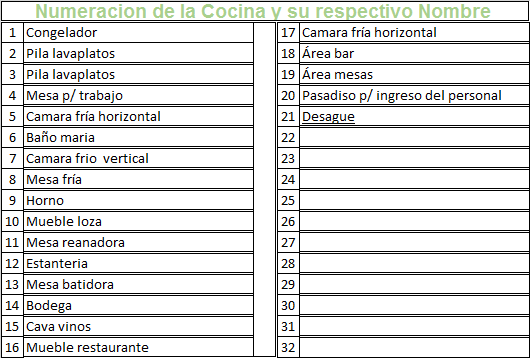 Numeracion de la Cocina y su respectivo Nombre
1 Congelador
2 Pila lavaplatos
3 Pila lavaplatos
4 Mesa p/ trabajo
5 Camara fría horizontal
6 Baño maria
7 Camara frio vertical
8 Mesa fría
9 Horno
10 Mueble loza
11 Mesa reanadora
12 Estanteria
13 Mesa batidora
14 Bodega
15 Cava vinos
16 Mueble restaurante
17 Camara fría horizontal
18 Área bar
19 Área mesas
20 Pasadiso p/ ingreso del personal
21 Desague
22
23
24
25
26
27
28
29
30
31
32